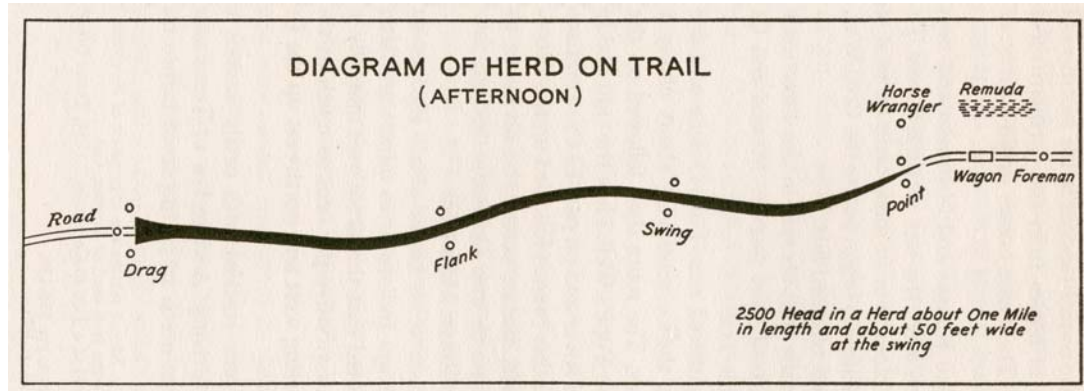 DIAGRAM OF HERD ON TRAIL
(AFTERNOON)
Horse
Wrangler
Remuda
Wagon
Foreman
Point
Swing
Flank
Road
Drag
2500 Head in a Herd about One Mile
in length and about 50 feet wide
at the swing